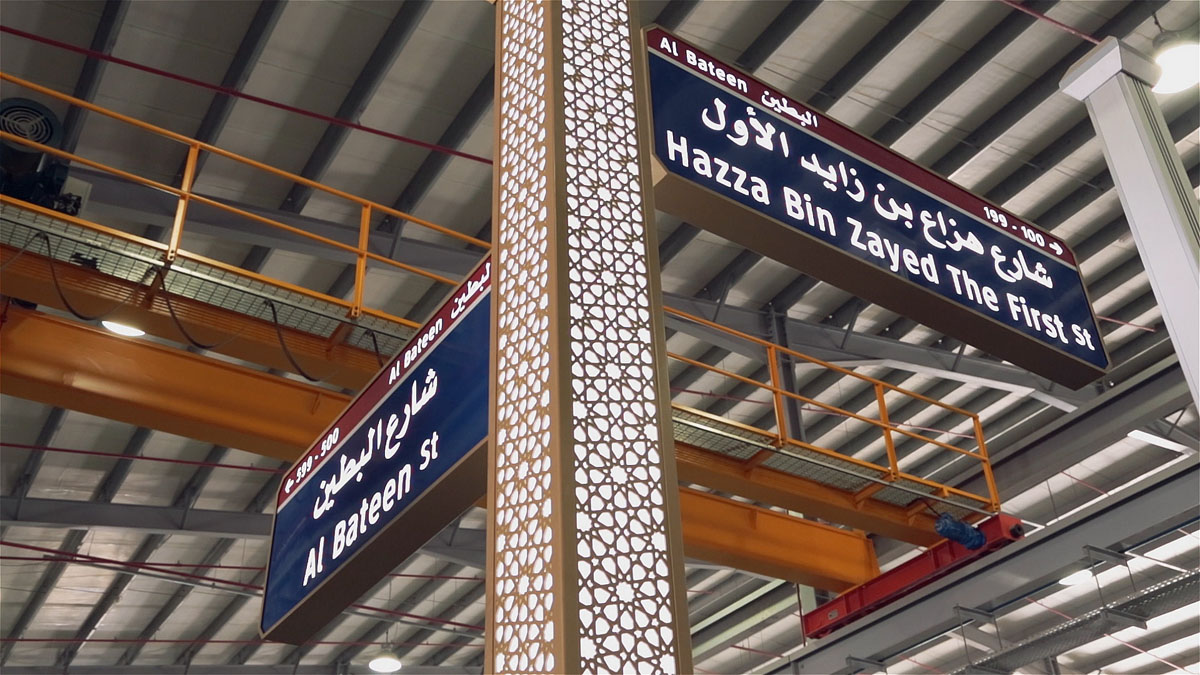 Al Bateen البطين
199 - 100 →
شارع هزاع بن زايد الأول
Hazza Bin Zayed The First St
Al Bateen البطين
← 599 - 500
شارع البطين
Al Bateen St